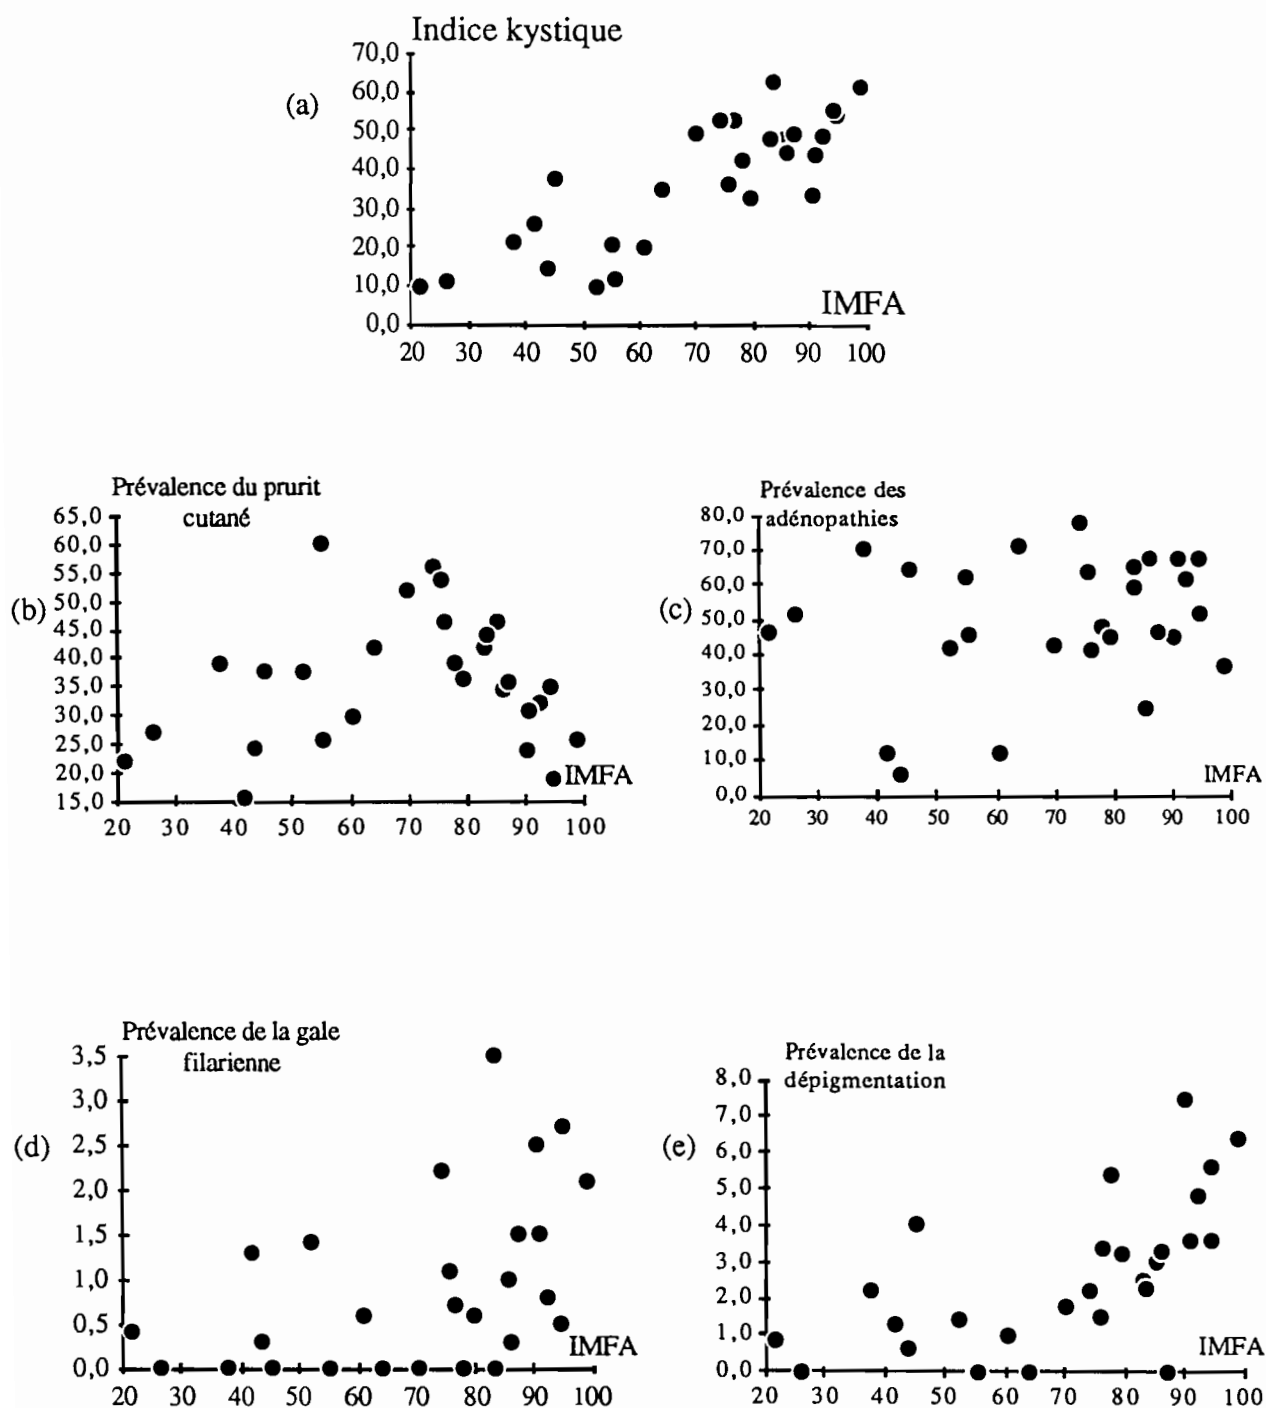 Indice kystique
(a)
70,0
60,0
50,0
40,0
30,0
20,0
10,0
0,0
IMFA
20 30 40 50 60 70 80 90 100
Prévalence du prurit
cutané
(b)
65,0
60,0
55,0
50,0
45,0
40,0
35,0
30,0
25,0
20,0
15,0
IMFA
20 30 40 50 60 70 80 90 100
Prévalence des
adénopathies
(c)
80,0
70,0
60,0
50,0
40,0
30,0
20,0
10,0
0,0
IMFA
20 30 40 50 60 70 80 90 100
Prévalence de la gale
filarienne
(d)
3,5
3,0
2,5
2,0
1,5
1,0
0,5
0,0
IMFA
20 30 40 50 60 70 80 90 100
Prévalence de la
dépigmentation
(e)
8,0
7,0
6,0
5,0
4,0
3,0
2,0
1,0
0,0
IMFA
20 30 40 50 60 70 80 90 100